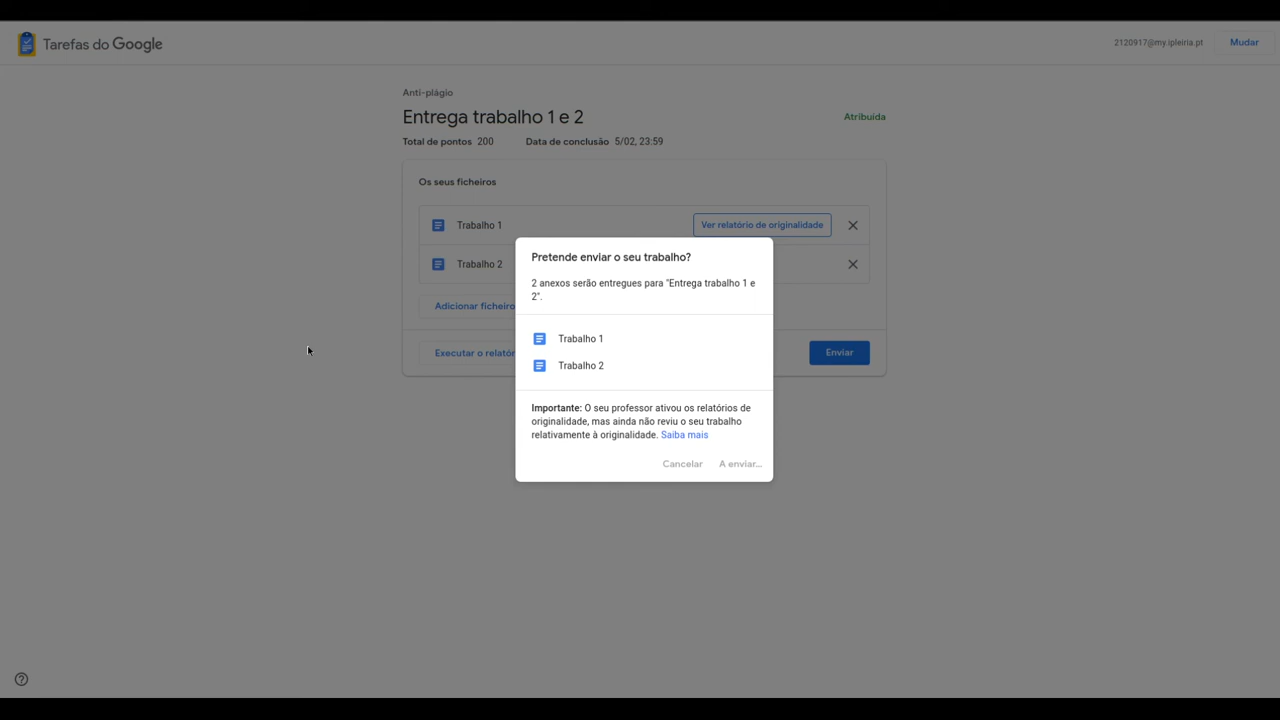 Tarefas do Google
2120917@my.ipleiria.pt
Mudar
Anti-plágio
Entrega trabalho 1 e 2
Atribuída
Total de pontos 200
Data de conclusão 5/02, 23:59
Os seus ficheiros
Trabalho 1
Ver relatório de originalidade
Trabalho 2
Adicionar ficheiro
Executar o relatór
Enviar
Pretende enviar o seu trabalho?
2 anexos serão entregues para "Entrega trabalho 1 e
2".
Trabalho 1
Trabalho 2
Importante: O seu professor ativou os relatórios de
originalidade, mas ainda não reviu o seu trabalho
relativamente à originalidade. Saiba mais
Cancelar
A enviar...